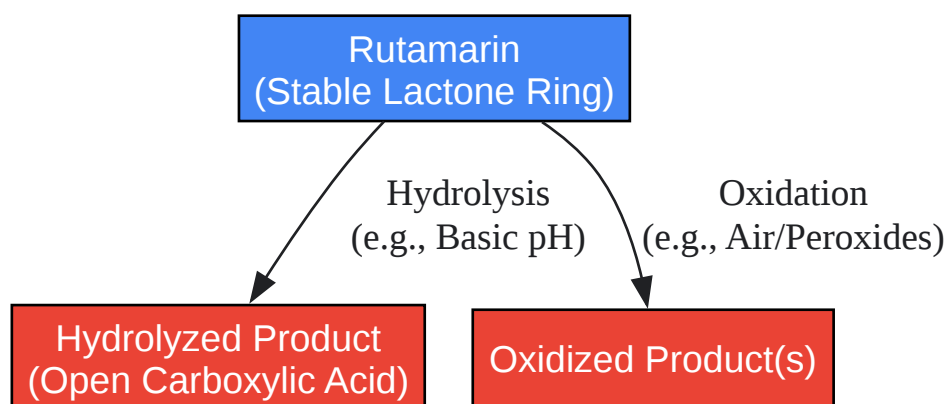 Rutamarin
(Stable Lactone Ring)
Hydrolysis
(e.g., Basic pH)
Oxidation
(e.g., Air/Peroxides)
Hydrolyzed Product
(Open Carboxylic Acid)
Oxidized Product(s)